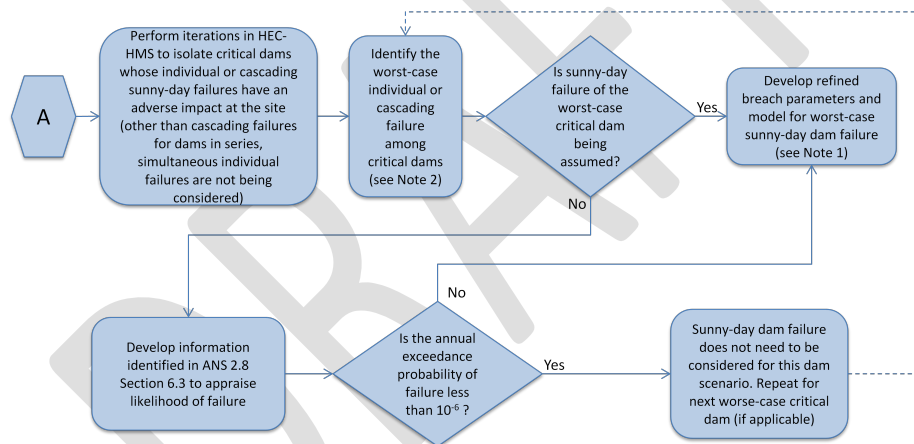 A
Perform iterations in HEC-
HMS to isolate critical dams
whose individual or cascading
sunny-day failures have an
adverse impact at the site
(other than cascading failures
for dams in series,
simultaneous individual
failures are not being
considered)
Identify the
worst-case
individual or
cascading
failure
among
critical dams
(see Note 2)
Is sunny-day
failure of the
worst-case
critical dam
being
assumed?
Yes
Develop refined
breach parameters and
model for worst-case
sunny-day dam failure
(see Note 1)
No
Develop information
identified in ANS 2.8
Section 6.3 to appraise
likelihood of failure
No
Is the annual
exceedance
probability of
failure less
than 10⁻⁶ ?
Yes
Sunny-day dam failure
does not need to be
considered for this dam
scenario. Repeat for
next worse-case critical
dam (if applicable)
DRAFT